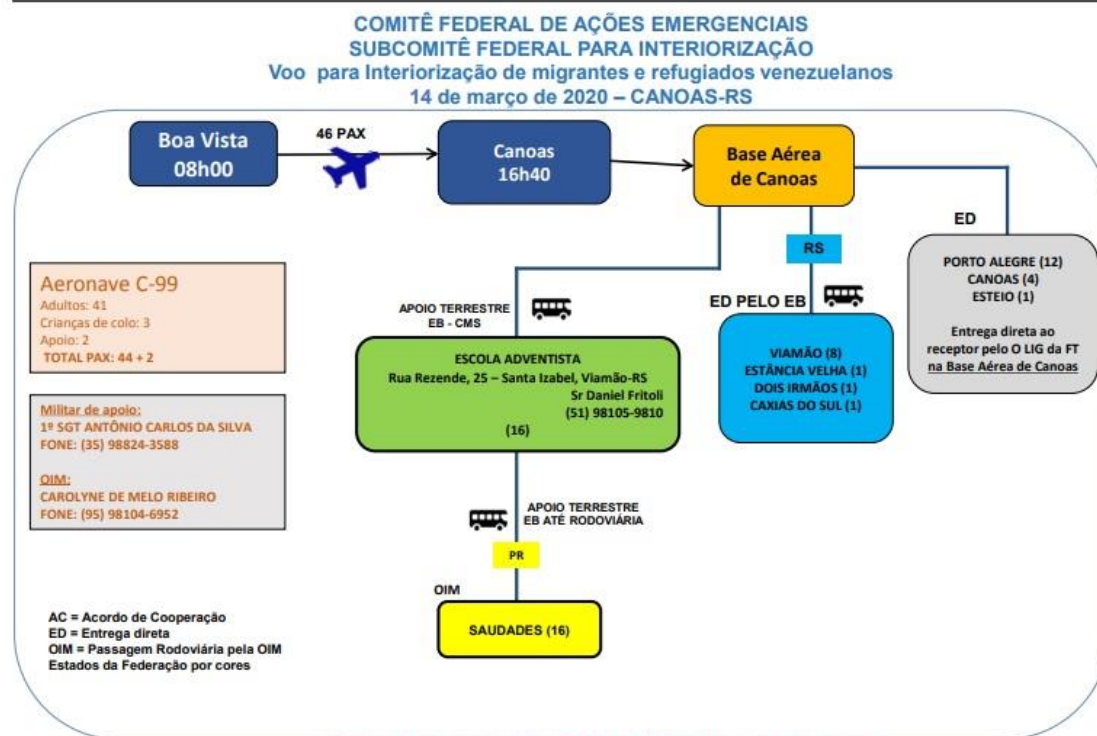 COMITÊ FEDERAL DE AÇÕES EMERGENCIAIS
SUBCOMITÊ FEDERAL PARA INTERIORIZAÇÃO
Voo para Interiorização de migrantes e refugiados venezuelanos
14 de março de 2020 – CANOAS-RS
Boa Vista
08h00
46 PAX
Canoas
16h40
Base Aérea
de Canoas
ED
PORTO ALEGRE (12)
CANOAS (4)
ESTEIO (1)
Entrega direta ao
receptor pelo O LIG da FT
na Base Aérea de Canoas
RS
ED PELO EB
VIAMÃO (8)
ESTÂNCIA VELHA (1)
DOIS IRMÃOS (1)
CAXIAS DO SUL (1)
Aeronave C-99
Adultos: 41
Crianças de colo: 3
Apoio: 2
TOTAL PAX: 44 + 2
APOIO TERRESTRE
EB - CMS
ESCOLA ADVENTISTA
Rua Rezende, 25 – Santa Izabel, Viamão-RS
Sr Daniel Fritoli
(51) 98105-9810
(16)
Militar de apoio:
1º SGT ANTÔNIO CARLOS DA SILVA
FONE: (35) 98824-3588
OIM:
CAROLYNE DE MELO RIBEIRO
FONE: (95) 98104-6952
APOIO TERRESTRE
EB ATÉ RODOVIÁRIA
PR
OIM
SAUDADES (16)
AC = Acordo de Cooperação
ED = Entrega direta
OIM = Passagem Rodoviária pela OIM
Estados da Federação por cores